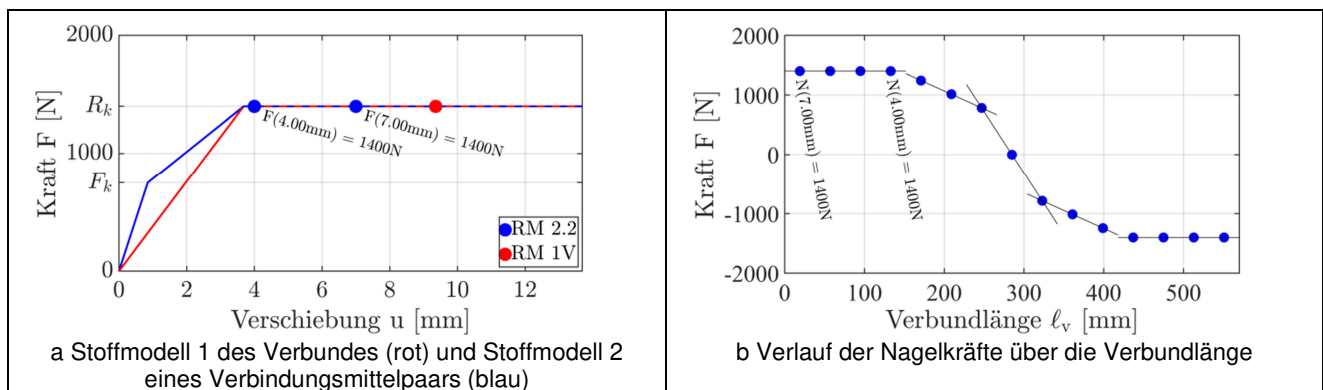 2000
R_k
1000
F_k
0
Kraft F [N]
F(4.00mm) = 1400N
F(7.00mm) = 1400N
RM 2.2
RM 1V
0 2 4 6 8 10 12
Verschiebung u [mm]
a Stoffmodell 1 des Verbundes (rot) und Stoffmodell 2
eines Verbindungsmittelpaars (blau)
2000
1000
0
-1000
-2000
Kraft F [N]
N(7.00mm) = 1400N
N(4.00mm) = 1400N
0 100 200 300 400 500
Verbundlänge ℓ_v [mm]
b Verlauf der Nagelkräfte über die Verbundlänge